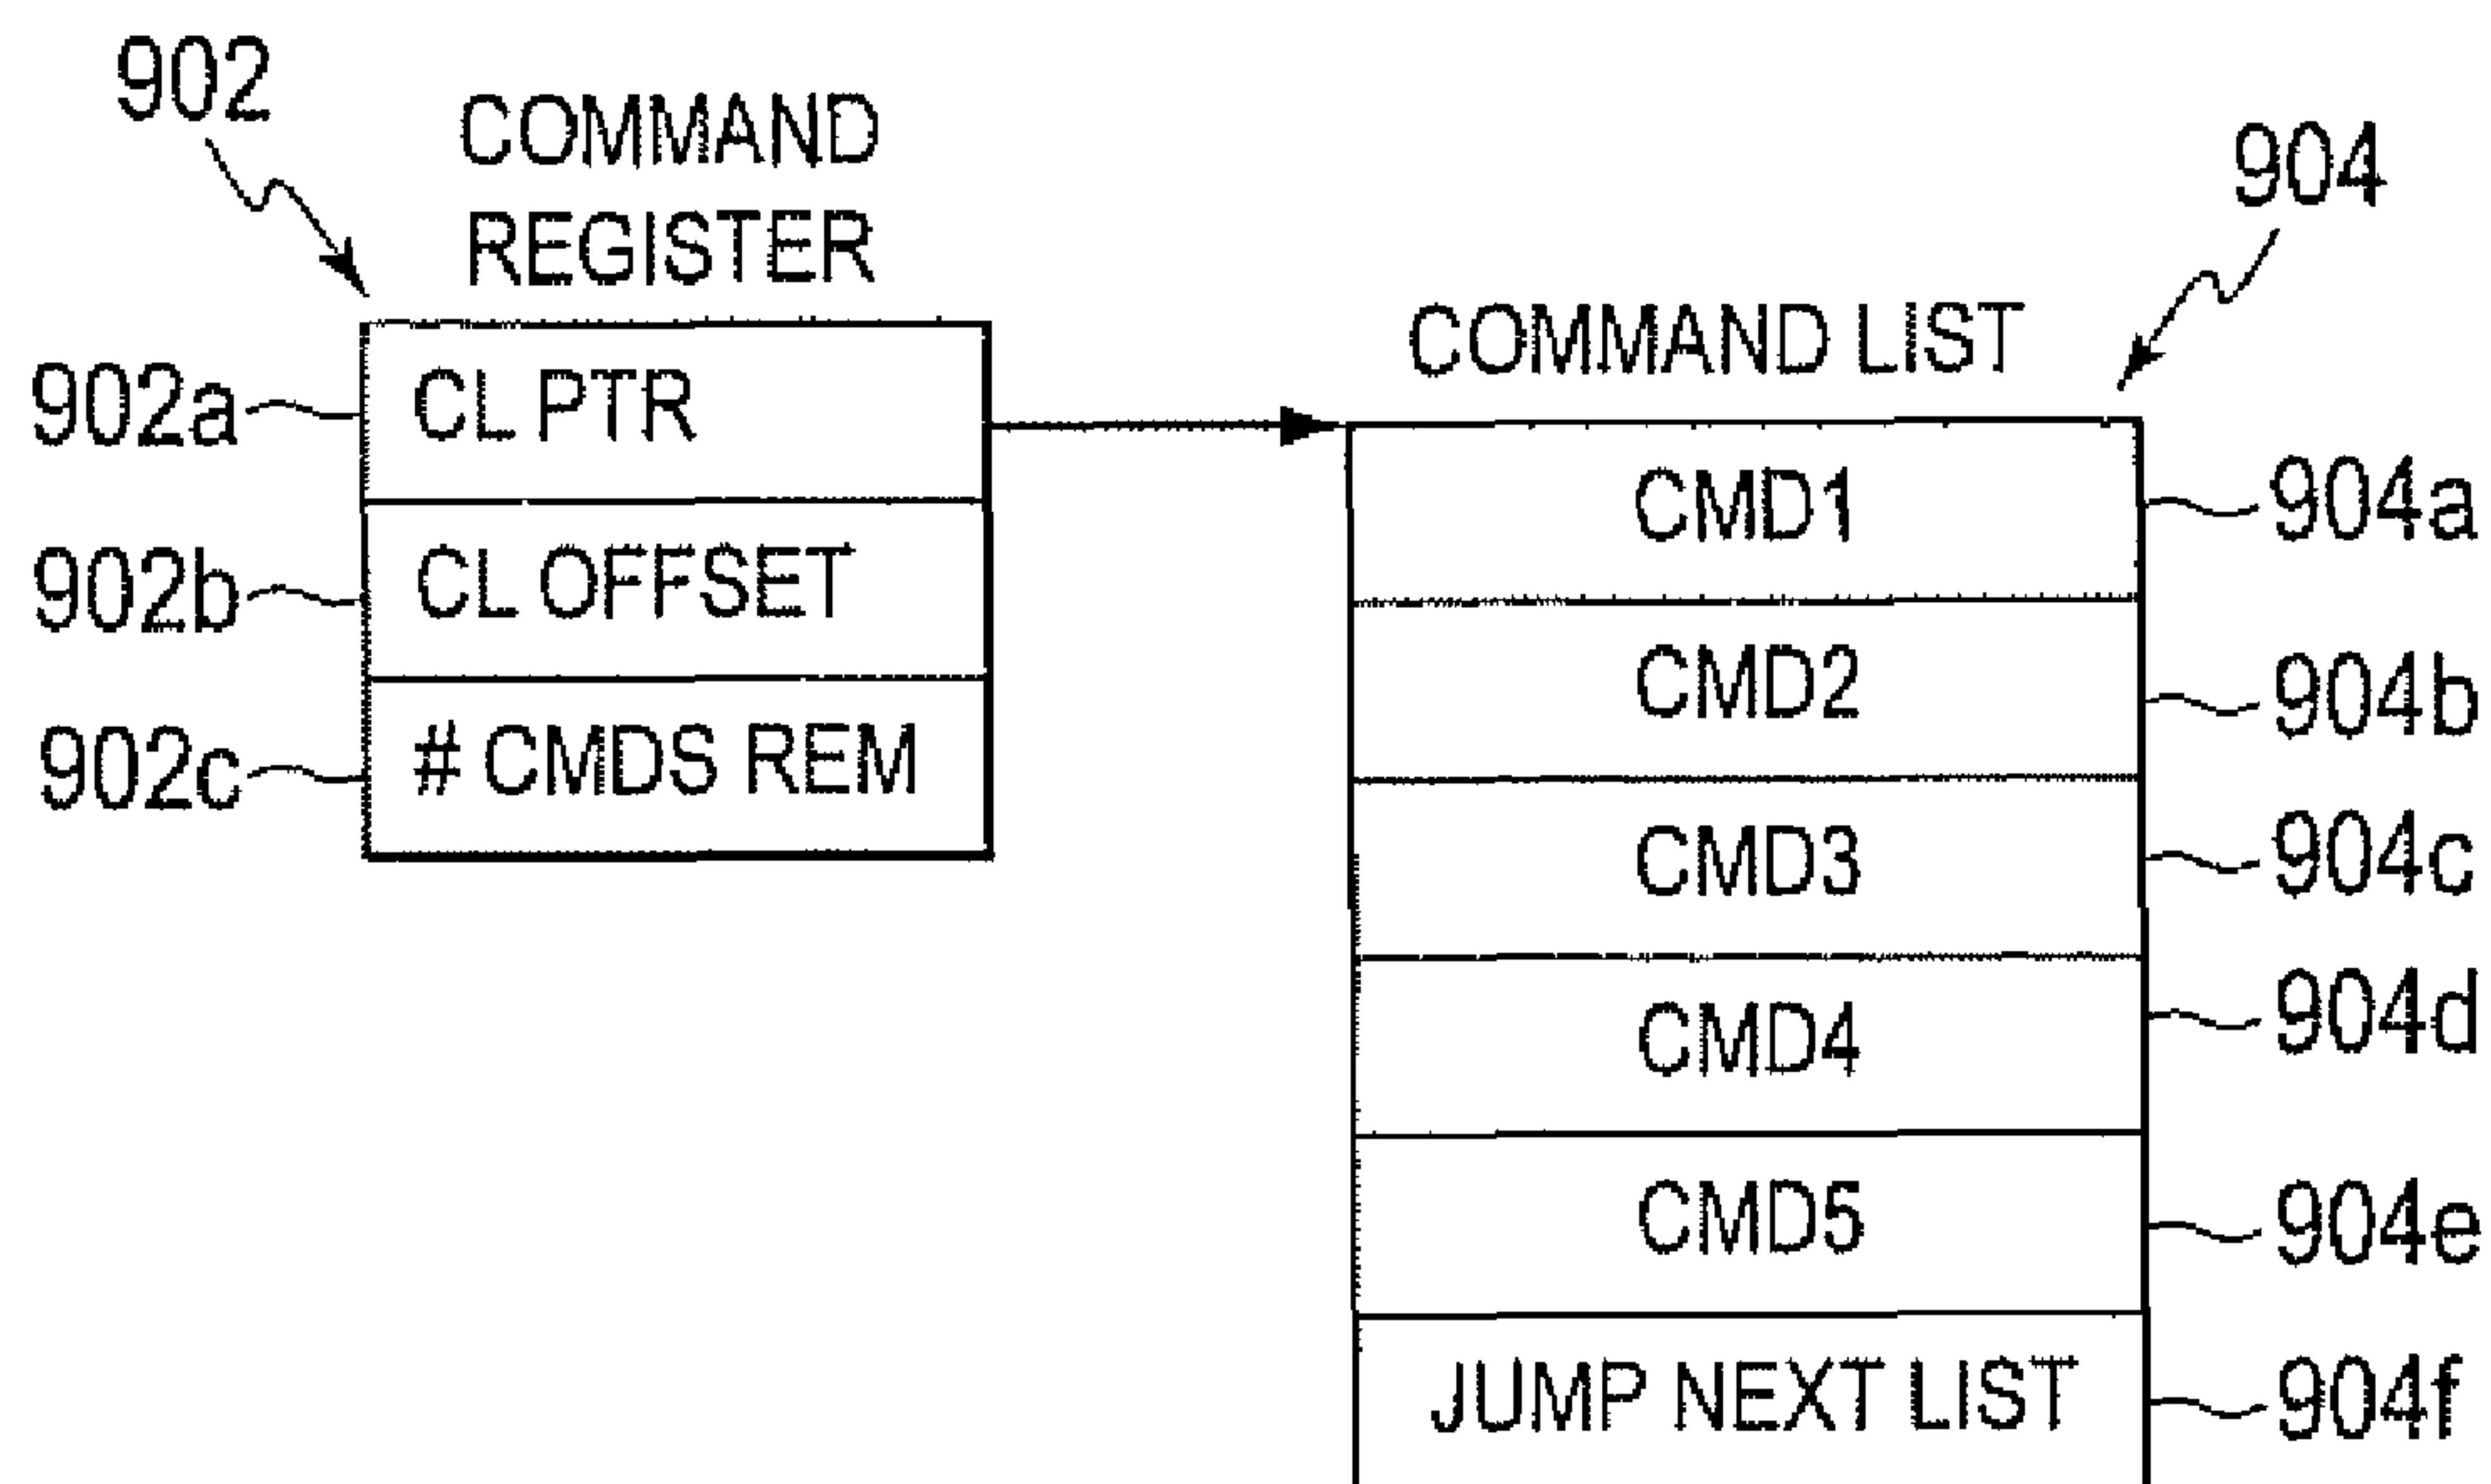 902
COMMAND
REGISTER
902a
CL PTR
902b
CL OFFSET
902c
# CMDS REM
904
COMMAND LIST
CMD1
904a
CMD2
904b
CMD3
904c
CMD4
904d
CMD5
904e
JUMP NEXT LIST
904f